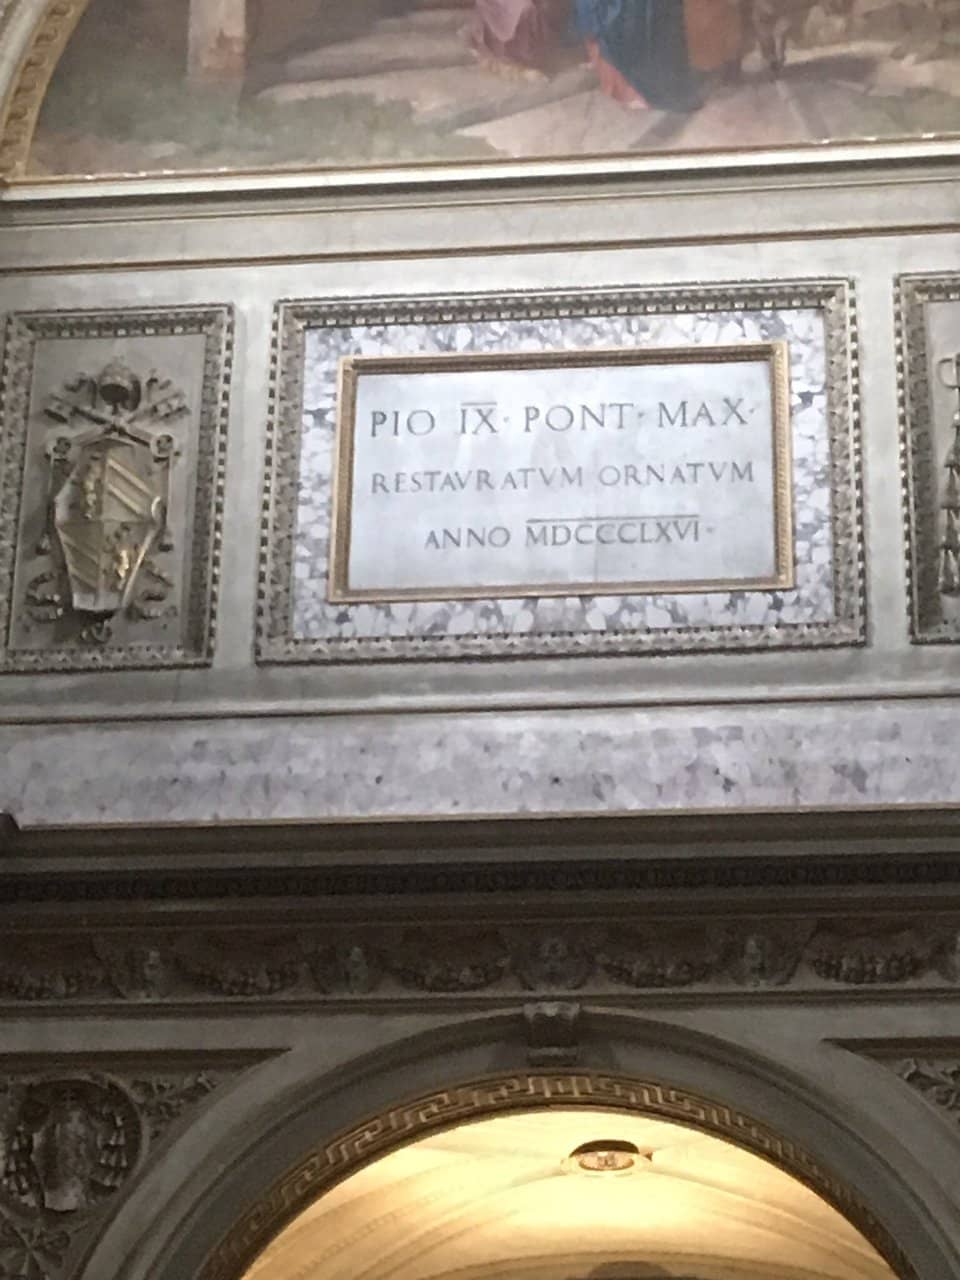 PIO IX · PONT · MAX ·
RESTAVRATVM ORNATVM
ANNO MDCCCLXVI ·